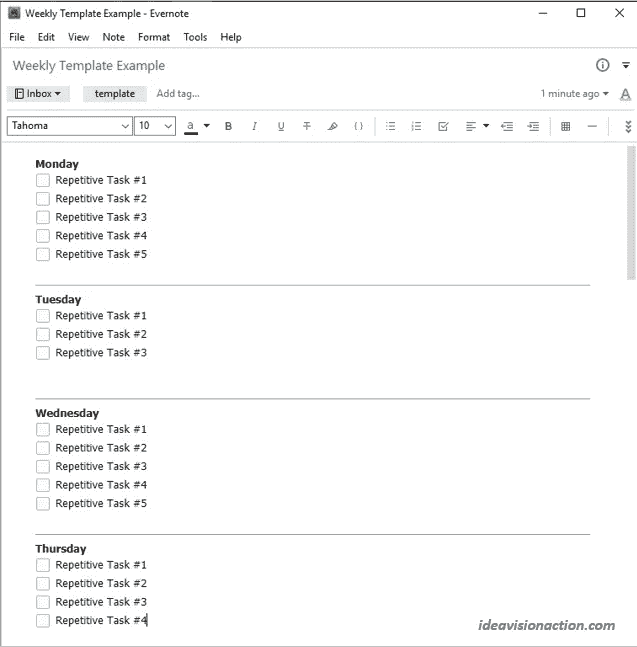 Weekly Template Example - Evernote
File Edit View Note Format Tools Help
Weekly Template Example
Inbox template Add tag... 1 minute ago
Tahoma 10 a B I U T { }
Monday
Repetitive Task #1
Repetitive Task #2
Repetitive Task #3
Repetitive Task #4
Repetitive Task #5
Tuesday
Repetitive Task #1
Repetitive Task #2
Repetitive Task #3
Wednesday
Repetitive Task #1
Repetitive Task #2
Repetitive Task #3
Repetitive Task #4
Repetitive Task #5
Thursday
Repetitive Task #1
Repetitive Task #2
Repetitive Task #3
Repetitive Task #4
ideavisionaction.com